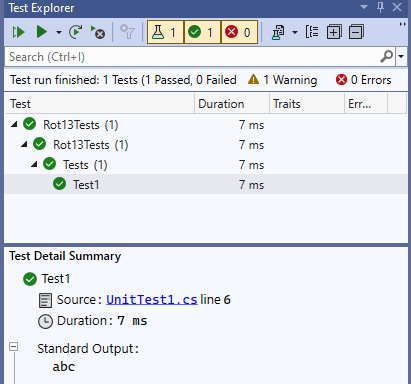 Test Explorer
1 1 0
Search (Ctrl+I)
Test run finished: 1 Tests (1 Passed, 0 Failed 1 Warning 0 Errors
Test Duration Traits Err...
Rot13Tests (1) 7 ms
Rot13Tests (1) 7 ms
Tests (1) 7 ms
Test1 7 ms
Test Detail Summary
Test1
Source: UnitTest1.cs line 6
Duration: 7 ms
Standard Output:
abc